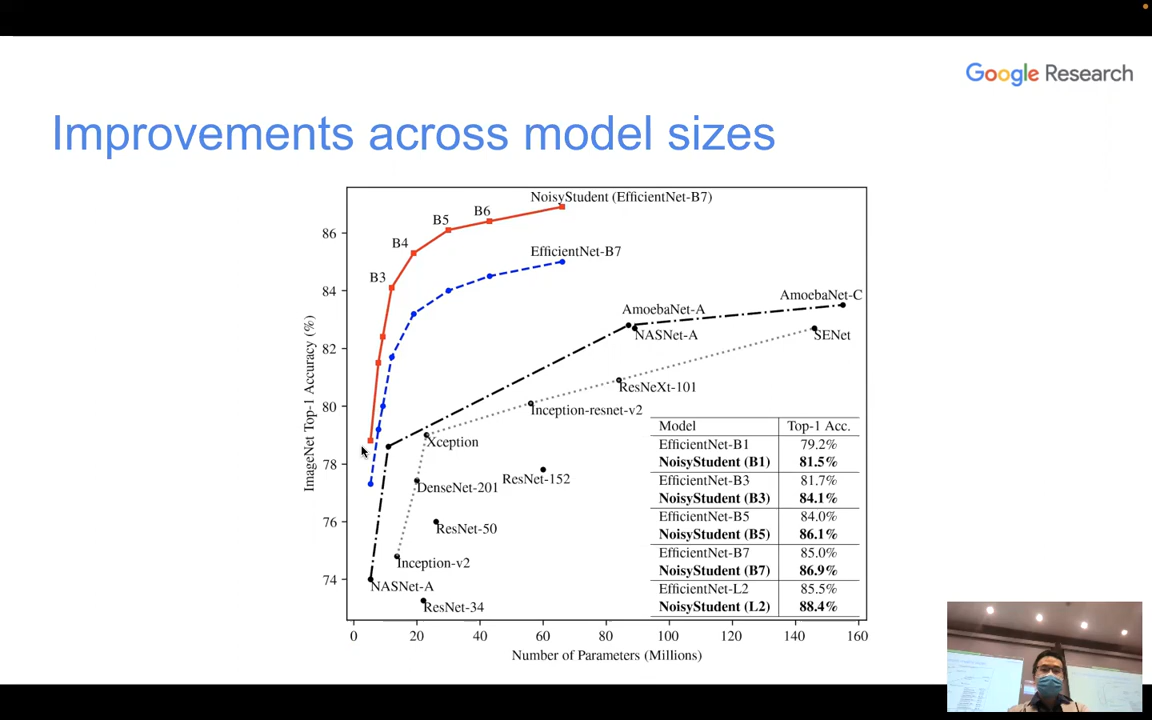 Google Research
Improvements across model sizes
NoisyStudent (EfficientNet-B7)
B6
B5
B4
B3
EfficientNet-B7
AmoebaNet-C
AmoebaNet-A
NASNet-A
SENet
ResNeXt-101
Inception-resnet-v2
Xception
ResNet-152
DenseNet-201
ResNet-50
Inception-v2
NASNet-A
ResNet-34
86
84
82
80
78
76
74
ImageNet Top-1 Accuracy (%)
Model Top-1 Acc.
EfficientNet-B1 79.2%
NoisyStudent (B1) 81.5%
EfficientNet-B3 81.7%
NoisyStudent (B3) 84.1%
EfficientNet-B5 84.0%
NoisyStudent (B5) 86.1%
EfficientNet-B7 85.0%
NoisyStudent (B7) 86.9%
EfficientNet-L2 85.5%
NoisyStudent (L2) 88.4%
0 20 40 60 80 100 120 140 160
Number of Parameters (Millions)